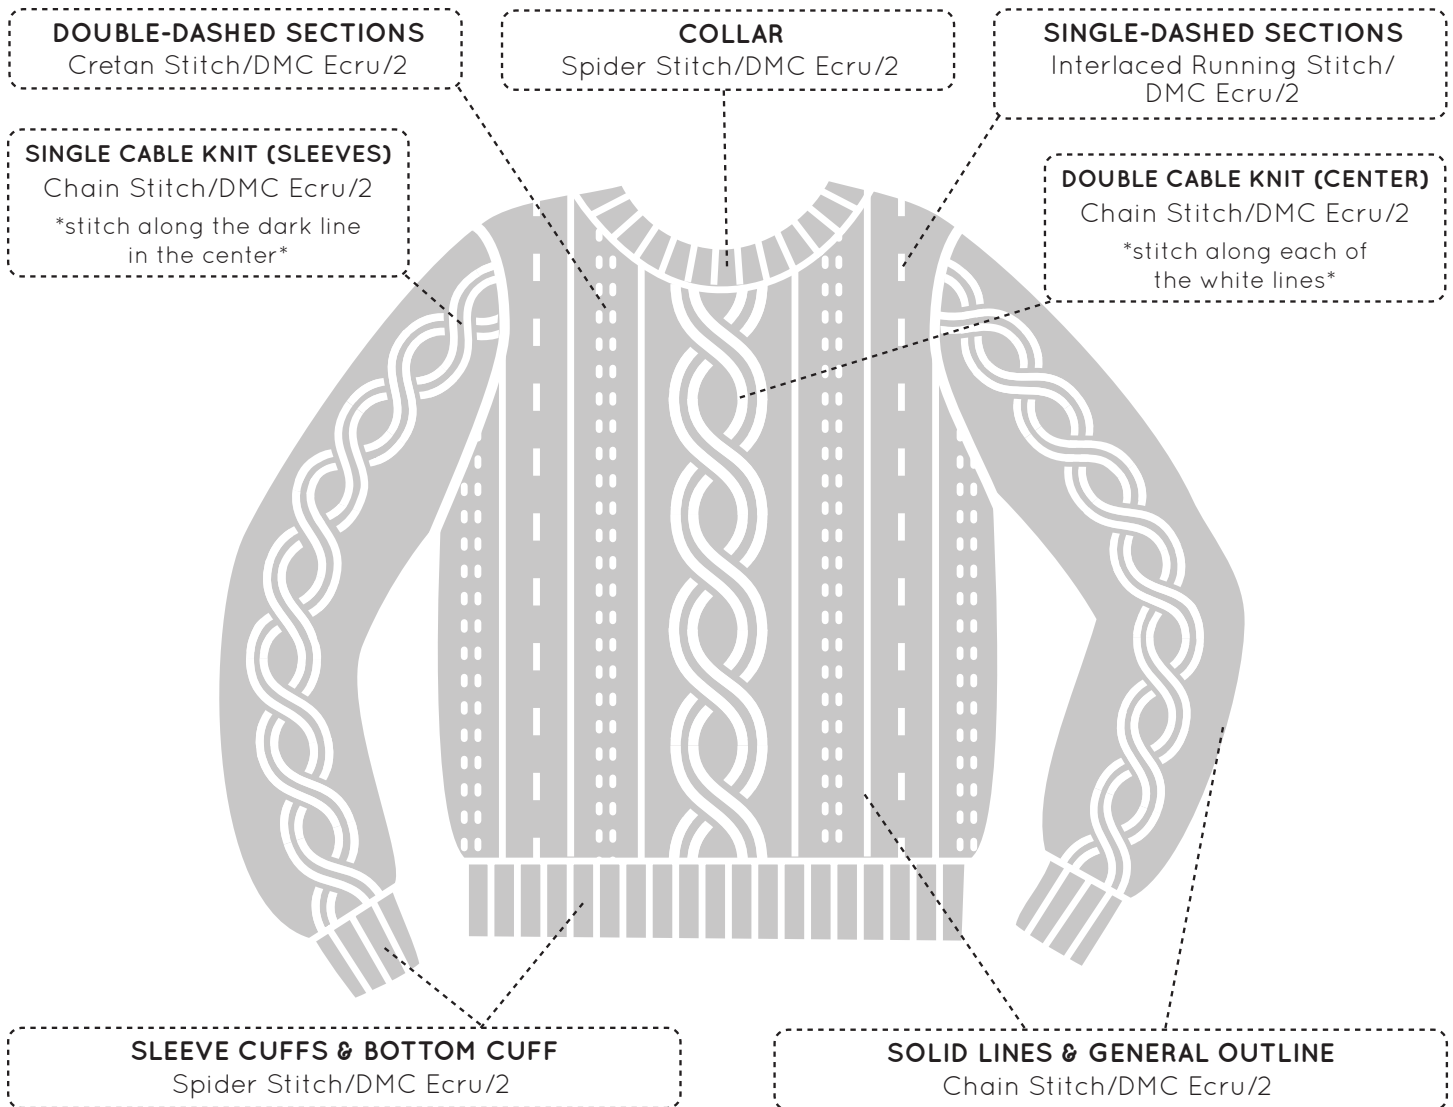 DOUBLE-DASHED SECTIONS
Cretan Stitch/DMC Ecru/2
COLLAR
Spider Stitch/DMC Ecru/2
SINGLE-DASHED SECTIONS
Interlaced Running Stitch/
DMC Ecru/2
SINGLE CABLE KNIT (SLEEVES)
Chain Stitch/DMC Ecru/2
*stitch along the dark line
in the center*
DOUBLE CABLE KNIT (CENTER)
Chain Stitch/DMC Ecru/2
*stitch along each of
the white lines*
SLEEVE CUFFS & BOTTOM CUFF
Spider Stitch/DMC Ecru/2
SOLID LINES & GENERAL OUTLINE
Chain Stitch/DMC Ecru/2